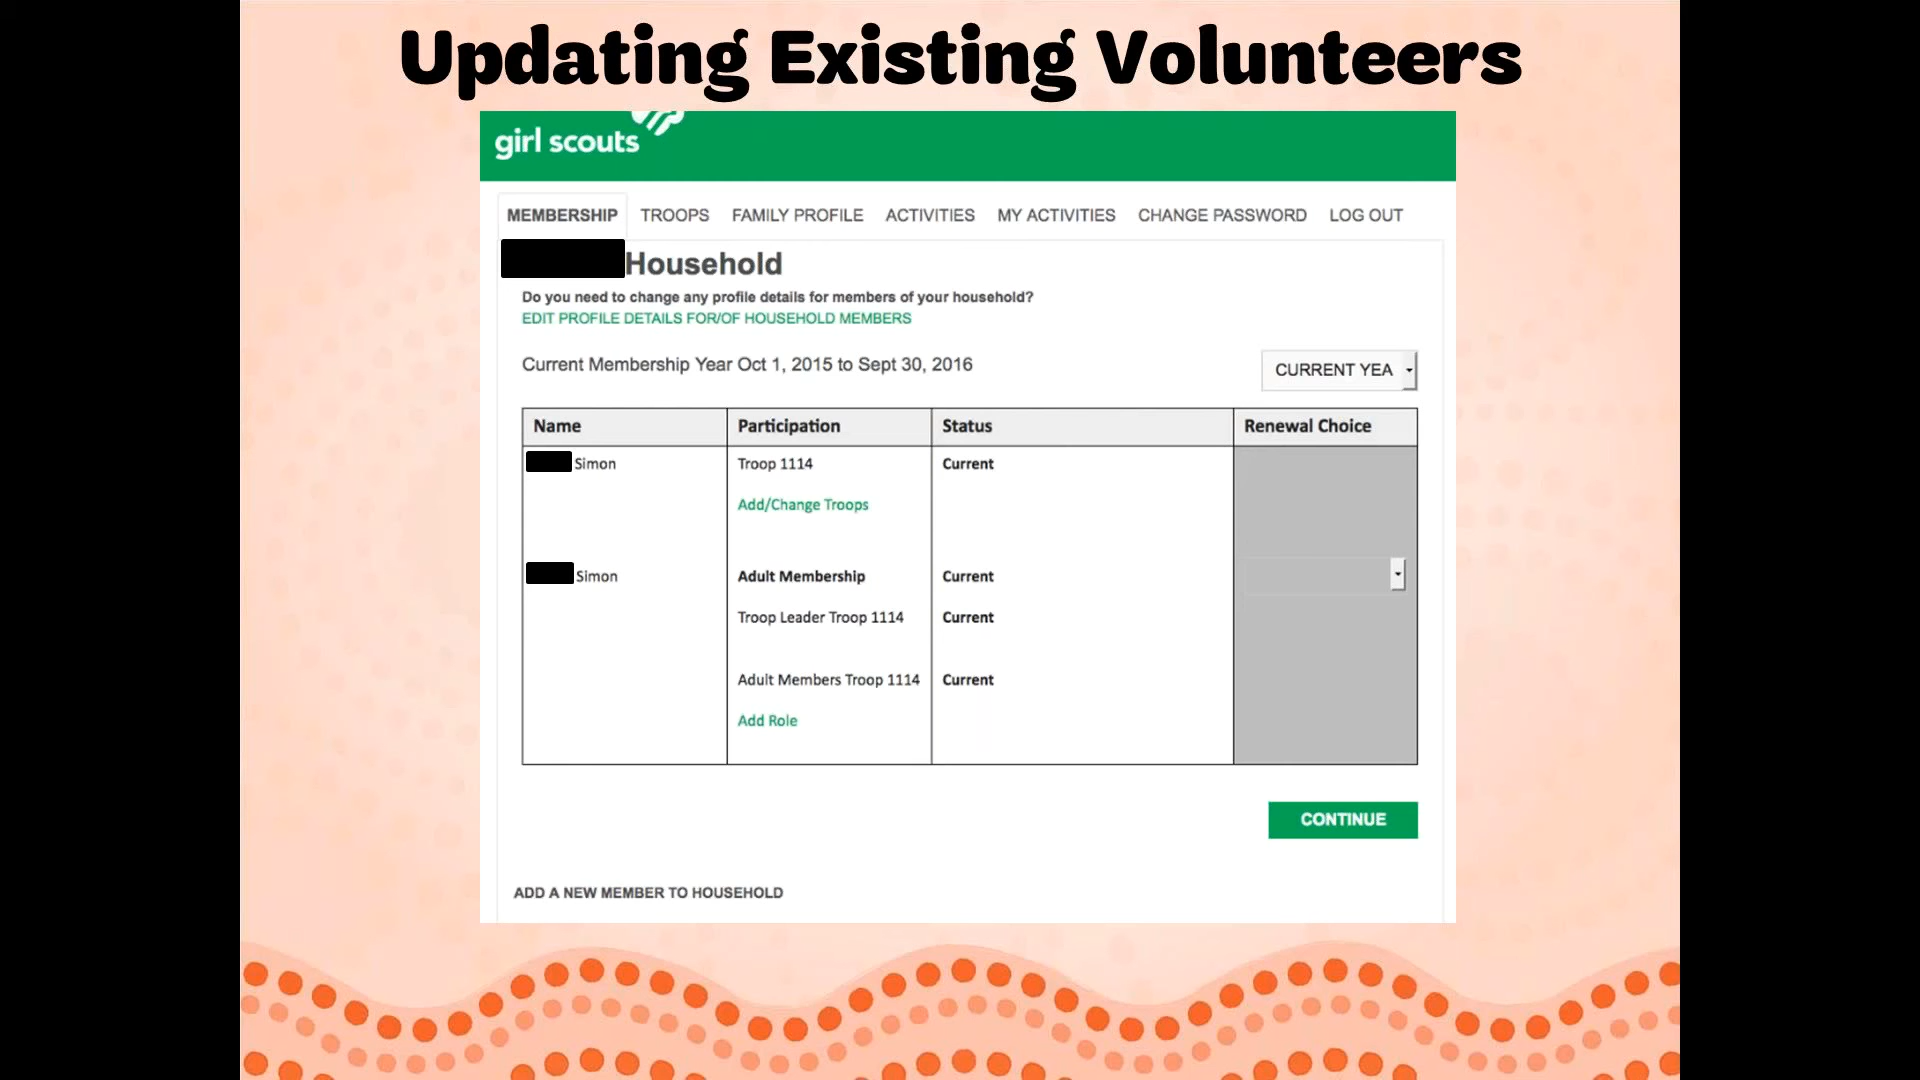 Updating Existing Volunteers
girl scouts
MEMBERSHIP TROOPS FAMILY PROFILE ACTIVITIES MY ACTIVITIES CHANGE PASSWORD LOG OUT
Household
Do you need to change any profile details for members of your household?
EDIT PROFILE DETAILS FOR/OF HOUSEHOLD MEMBERS
Current Membership Year Oct 1, 2015 to Sept 30, 2016 CURRENT YEA
Name Participation Status Renewal Choice
Simon Troop 1114 Current
Add/Change Troops
Simon Adult Membership Current
Troop Leader Troop 1114 Current
Adult Members Troop 1114 Current
Add Role
CONTINUE
ADD A NEW MEMBER TO HOUSEHOLD